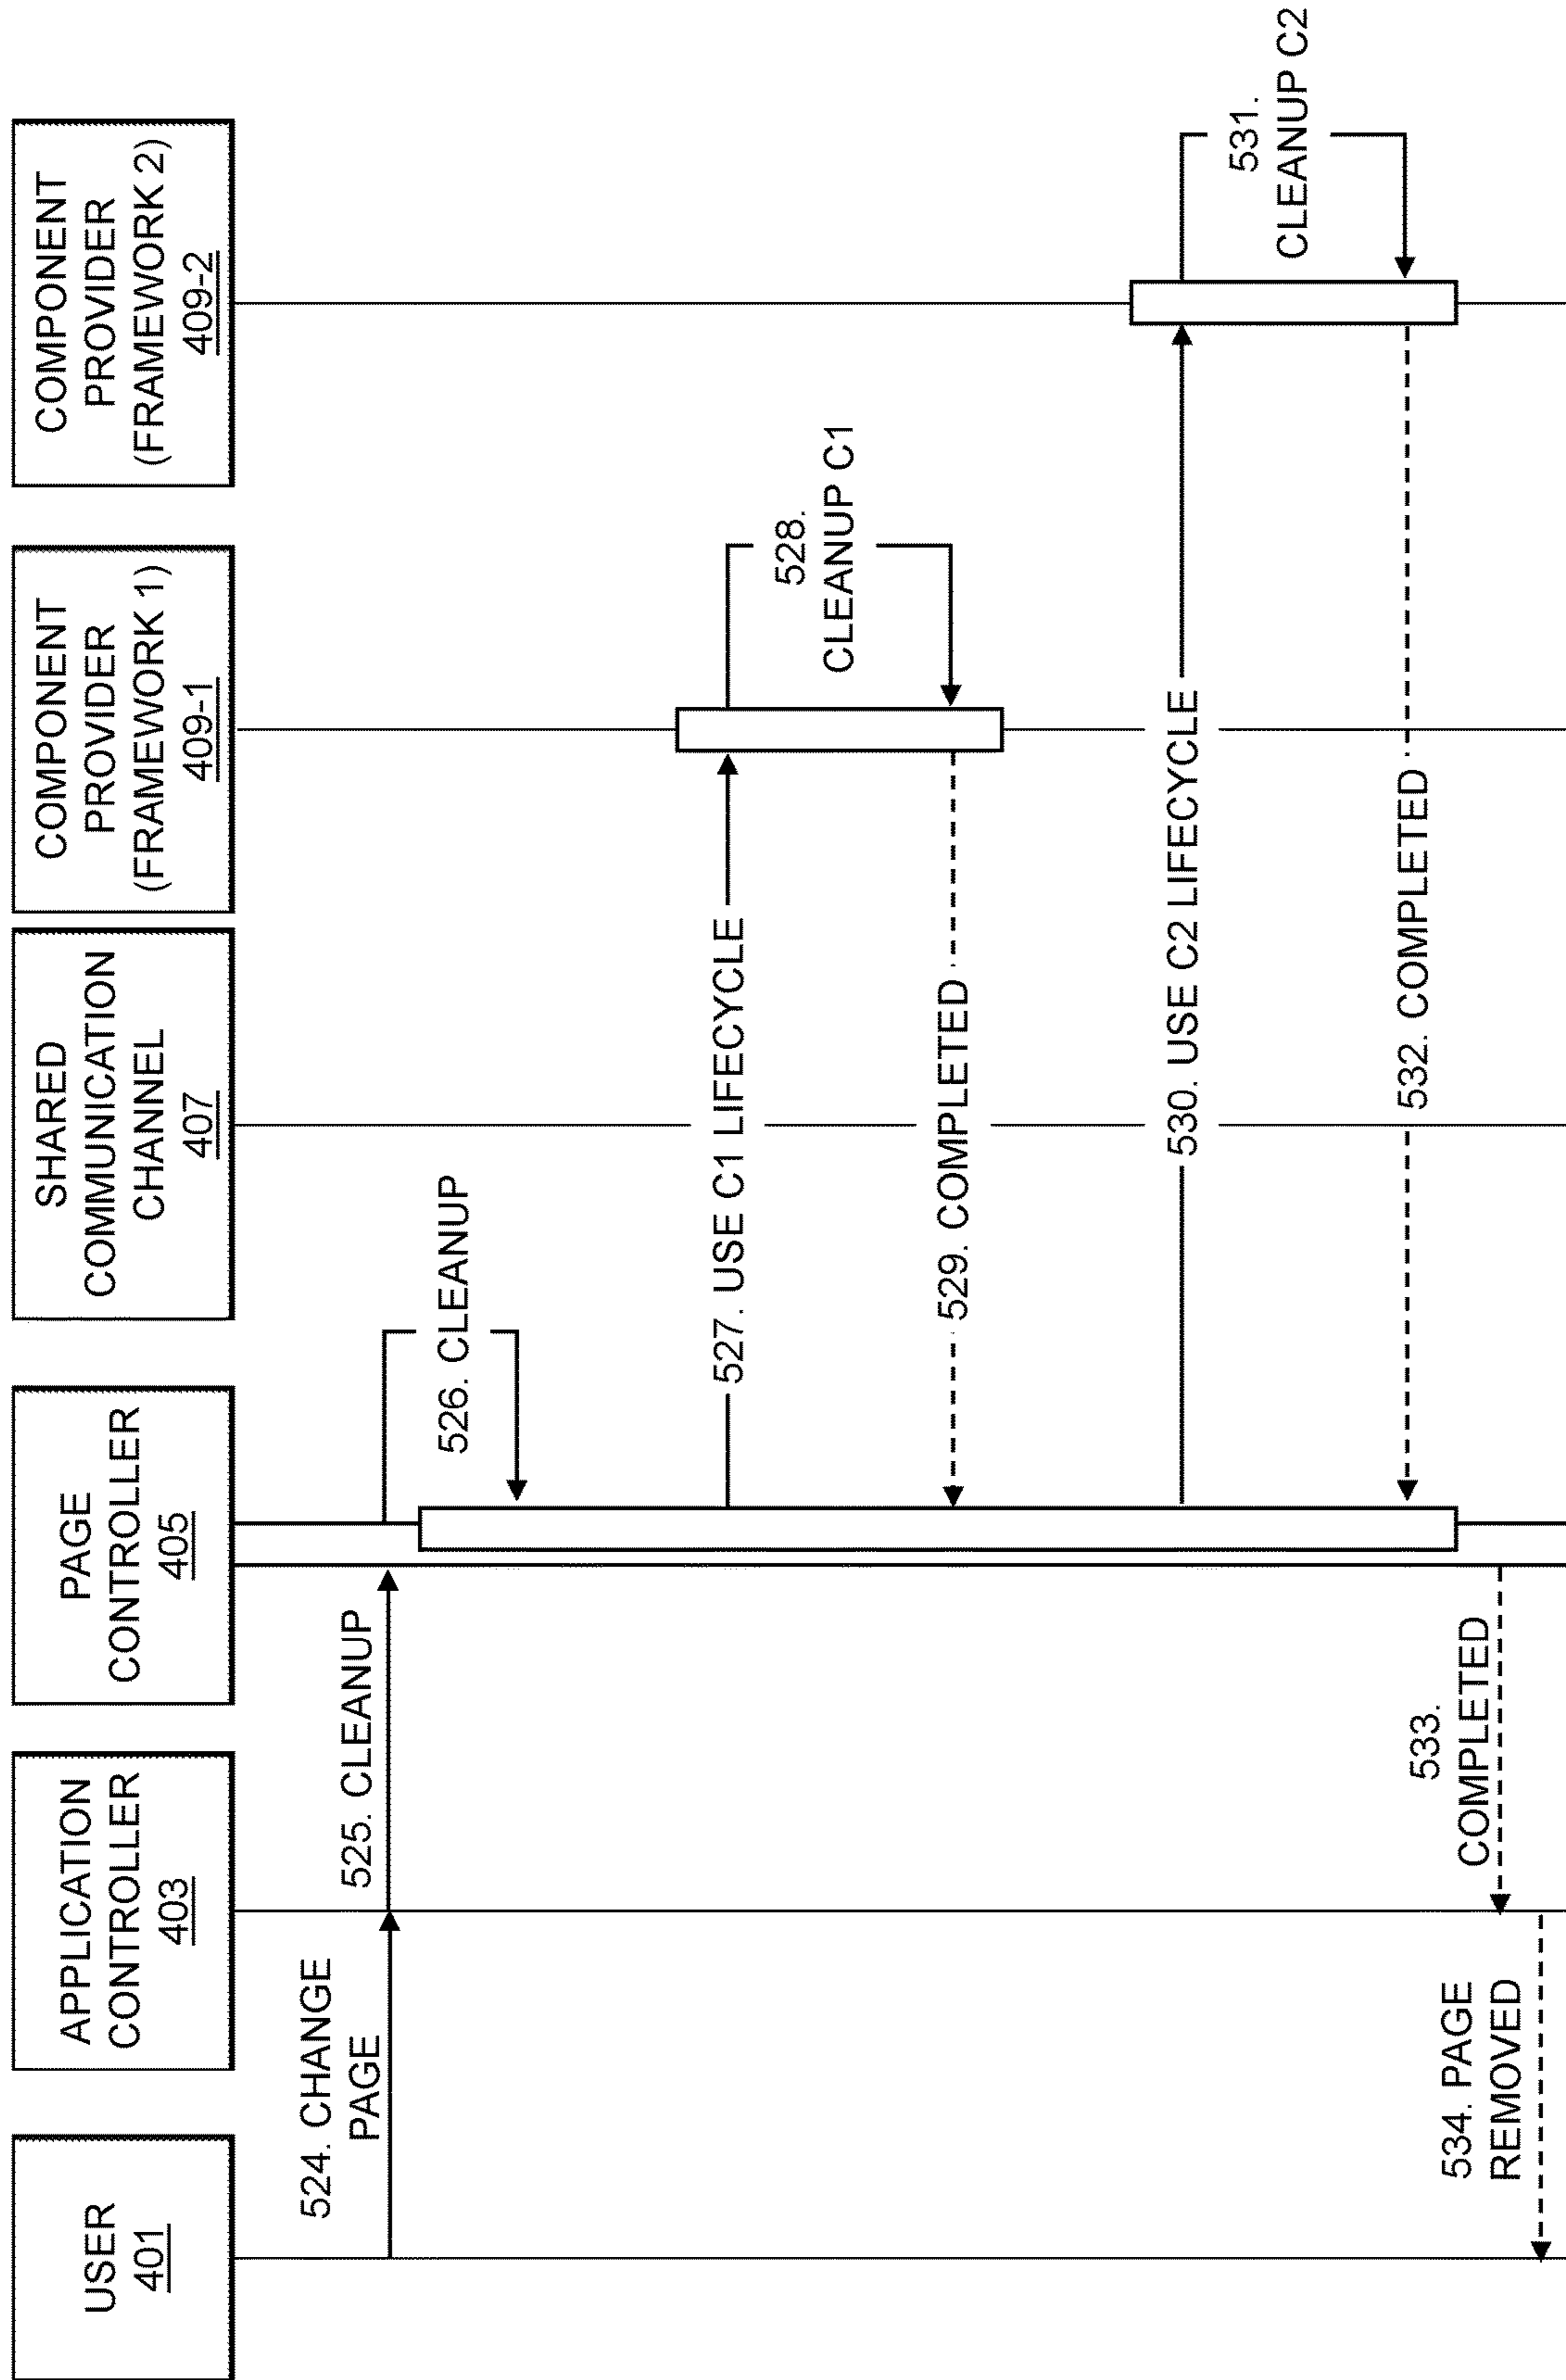 USER
401
APPLICATION
CONTROLLER
403
PAGE
CONTROLLER
405
SHARED
COMMUNICATION
CHANNEL
407
COMPONENT
PROVIDER
(FRAMEWORK 1)
409-1
COMPONENT
PROVIDER
(FRAMEWORK 2)
409-2
524. CHANGE
PAGE
525. CLEANUP
526. CLEANUP
527. USE C1 LIFECYCLE
528.
CLEANUP C1
529. COMPLETED
530. USE C2 LIFECYCLE
531.
CLEANUP C2
532. COMPLETED
533.
COMPLETED
534. PAGE
REMOVED